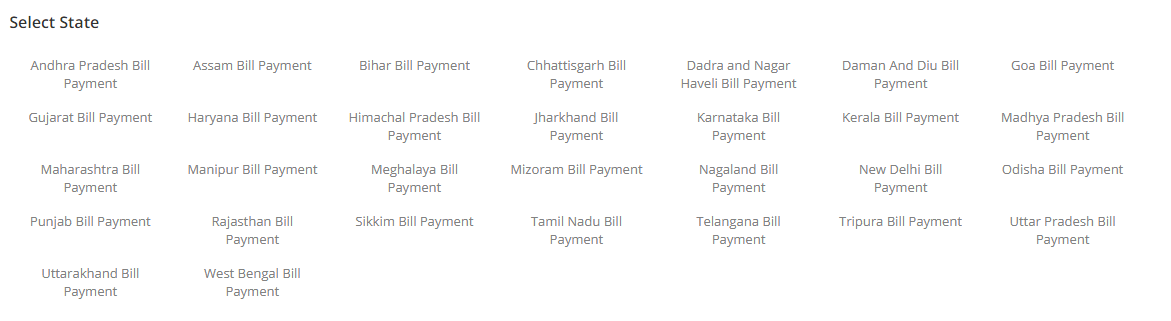 Select State
Andhra Pradesh Bill
Payment
Assam Bill Payment
Bihar Bill Payment
Chhattisgarh Bill
Payment
Dadra and Nagar
Haveli Bill Payment
Daman And Diu Bill
Payment
Goa Bill Payment
Gujarat Bill Payment
Haryana Bill Payment
Himachal Pradesh Bill
Payment
Jharkhand Bill
Payment
Karnataka Bill
Payment
Kerala Bill Payment
Madhya Pradesh Bill
Payment
Maharashtra Bill
Payment
Manipur Bill Payment
Meghalaya Bill
Payment
Mizoram Bill Payment
Nagaland Bill
Payment
New Delhi Bill
Payment
Odisha Bill Payment
Punjab Bill Payment
Rajasthan Bill
Payment
Sikkim Bill Payment
Tamil Nadu Bill
Payment
Telangana Bill
Payment
Tripura Bill Payment
Uttar Pradesh Bill
Payment
Uttarakhand Bill
Payment
West Bengal Bill
Payment